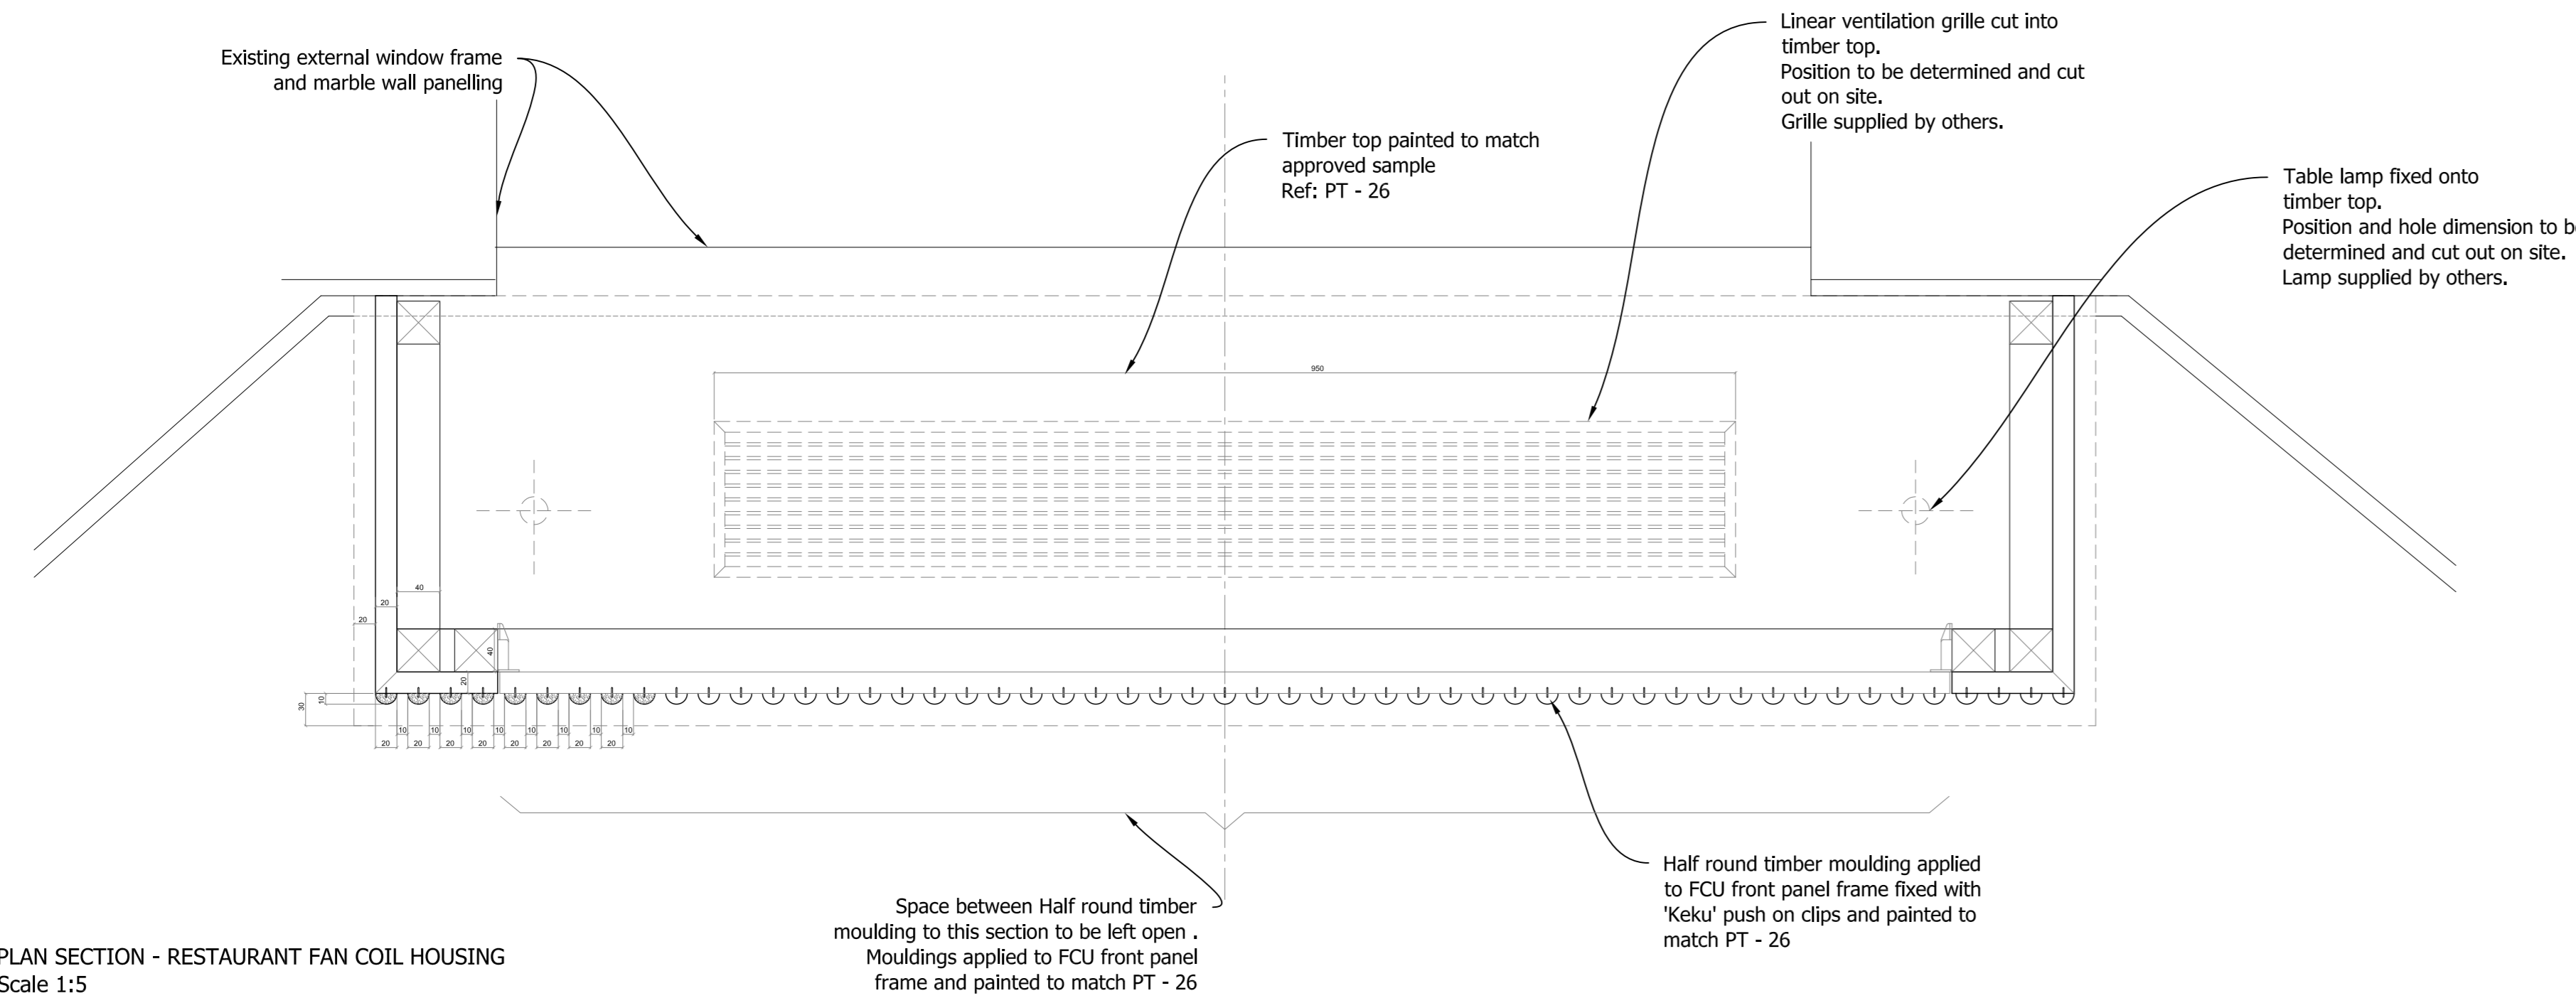 Existing external window frame
and marble wall panelling
Linear ventilation grille cut into
timber top.
Position to be determined and cut
out on site.
Grille supplied by others.
Timber top painted to match
approved sample
Ref: PT - 26
Table lamp fixed onto
timber top.
Position and hole dimension to be
determined and cut out on site.
Lamp supplied by others.
950
40
20
20
40
20
30
10
10 10 10 10 10 10 10 10
20 20 20 20 20 20 20 20
Space between Half round timber
moulding to this section to be left open .
Mouldings applied to FCU front panel
frame and painted to match PT - 26
Half round timber moulding applied
to FCU front panel frame fixed with
'Keku' push on clips and painted to
match PT - 26
PLAN SECTION - RESTAURANT FAN COIL HOUSING
Scale 1:5